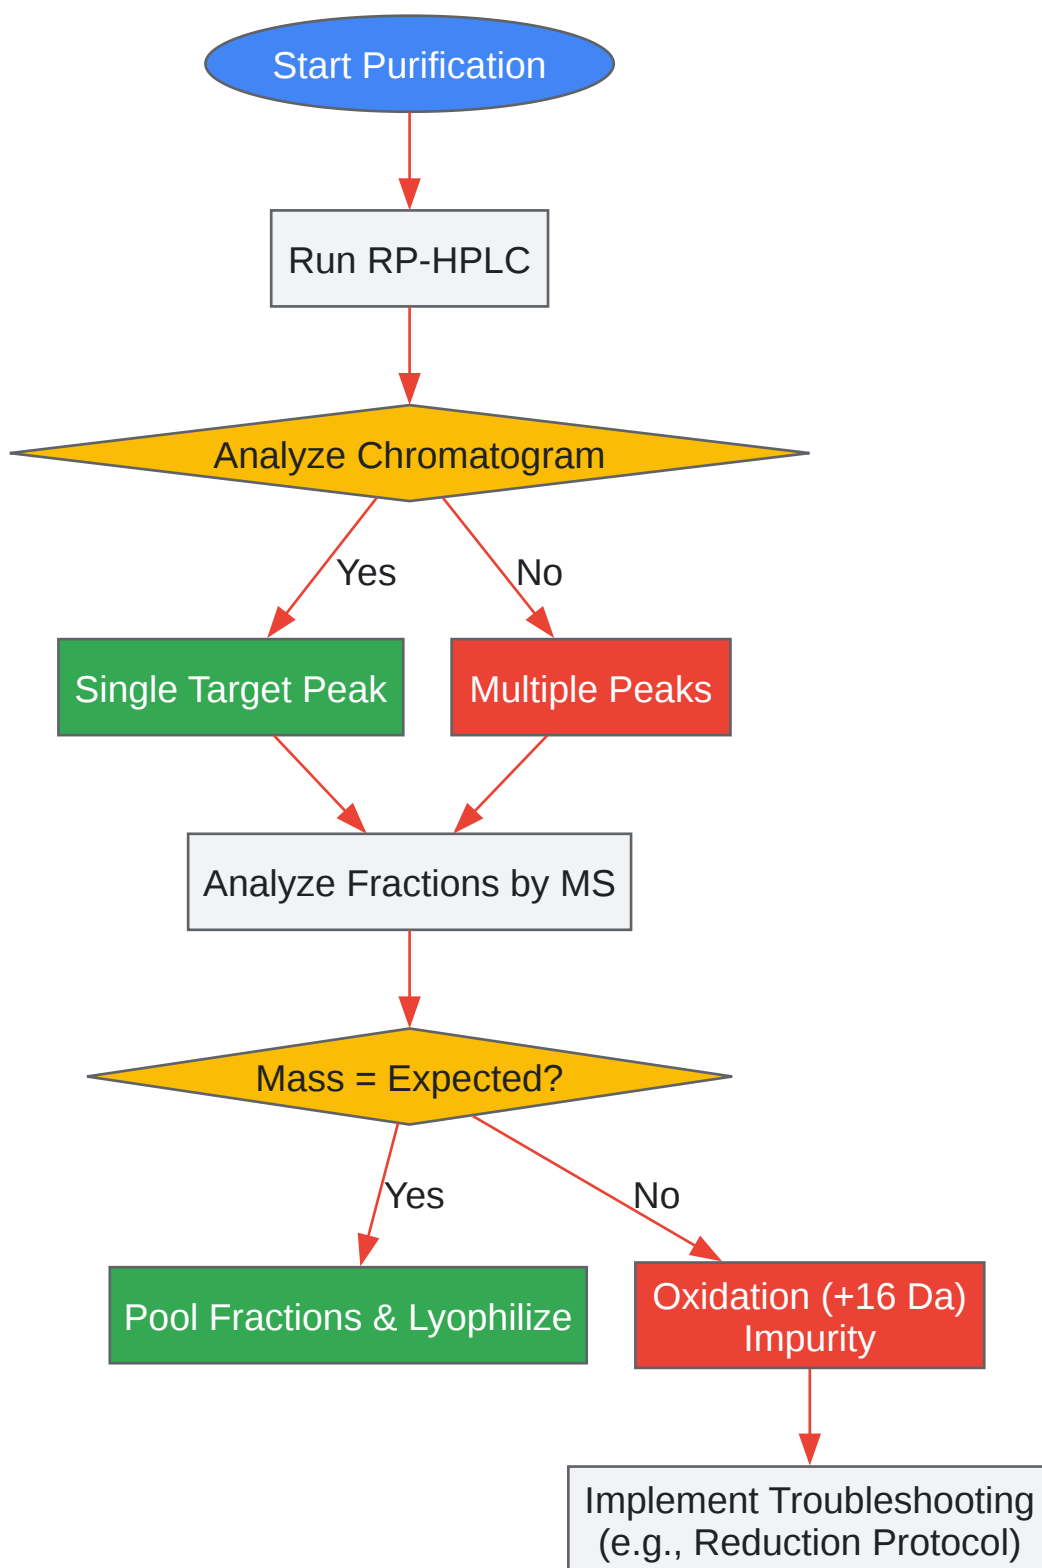 Start Purification
Run RP-HPLC
Analyze Chromatogram
Yes
No
Single Target Peak
Multiple Peaks
Analyze Fractions by MS
Mass = Expected?
Yes
No
Pool Fractions & Lyophilize
Oxidation (+16 Da)
Impurity
Implement Troubleshooting
(e.g., Reduction Protocol)